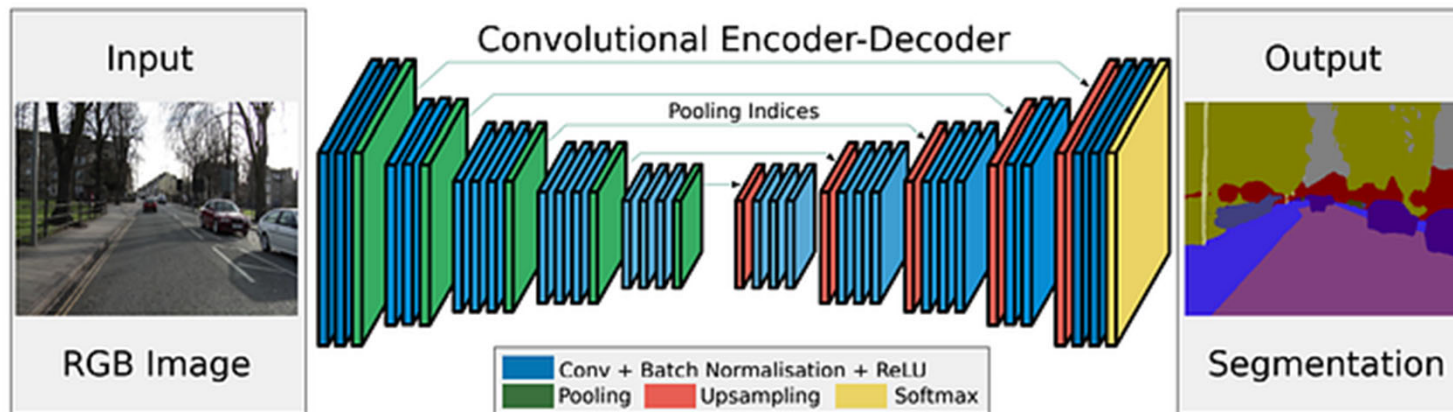 Input
RGB Image
Convolutional Encoder-Decoder
Pooling Indices
Conv + Batch Normalisation + ReLU
Pooling Upsampling Softmax
Output
Segmentation